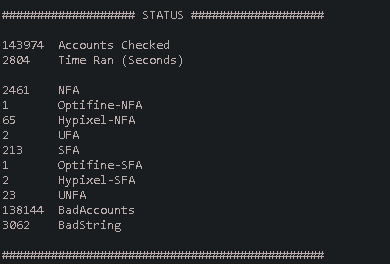 ##################### STATUS #####################
143974 Accounts Checked
2804 Time Ran (Seconds)
2461 NFA
1 Optifine-NFA
65 Hypixel-NFA
2 UFA
213 SFA
1 Optifine-SFA
2 Hypixel-SFA
23 UNFA
138144 BadAccounts
3062 BadString
##################################################